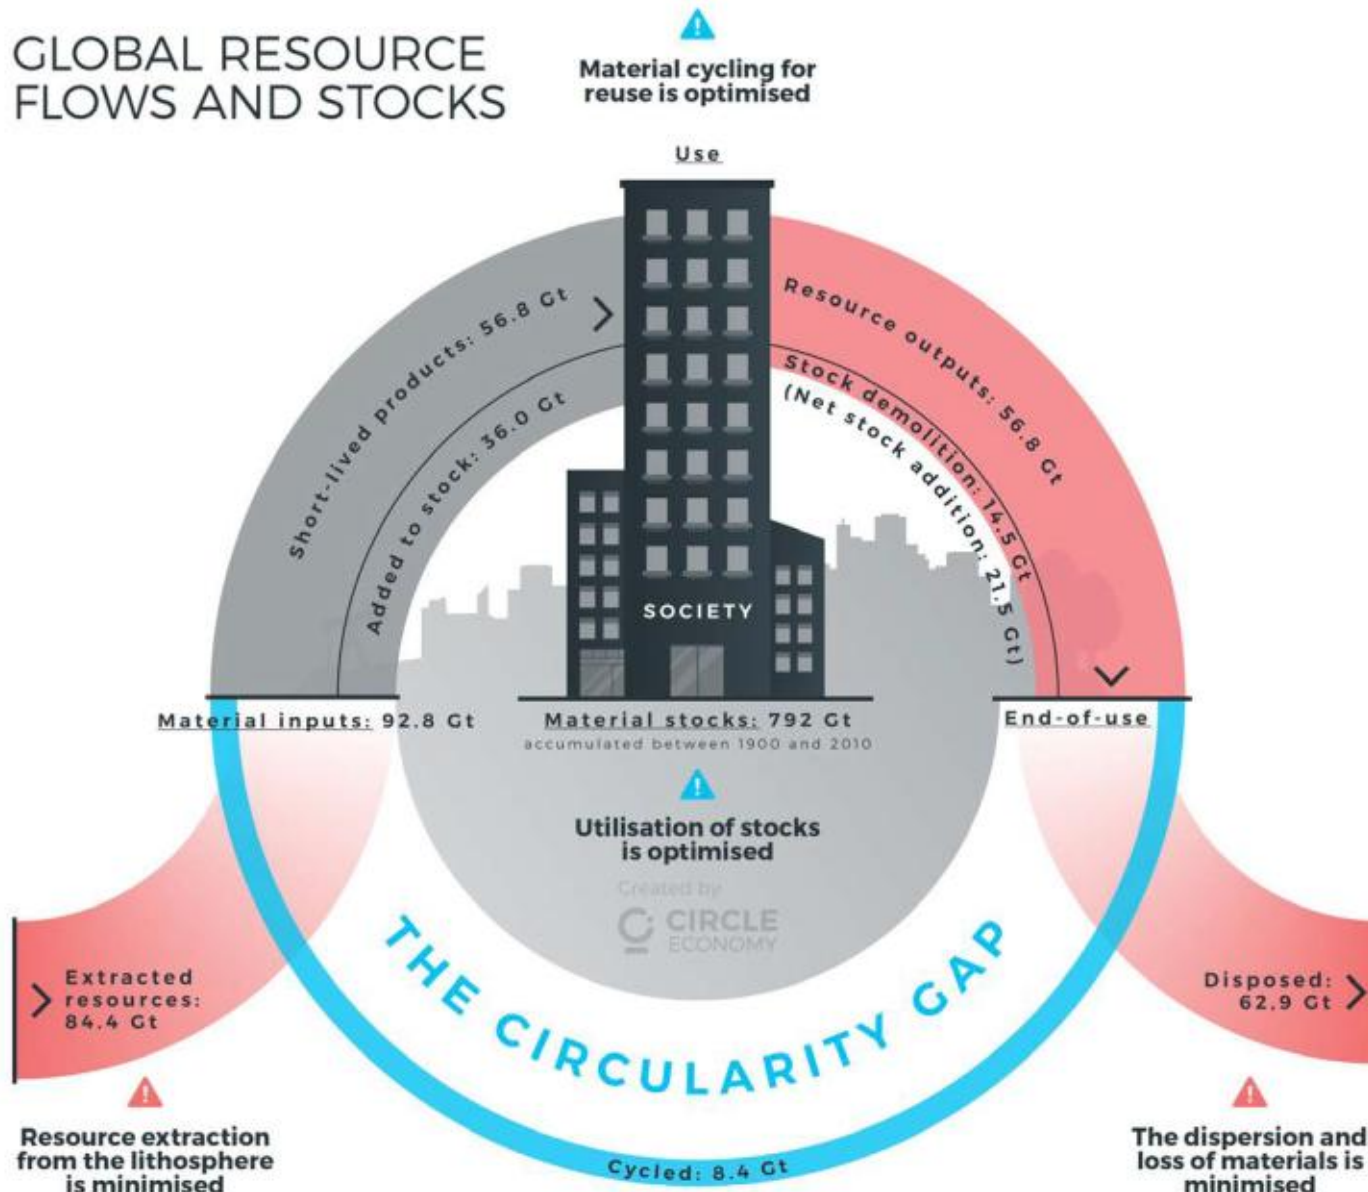 GLOBAL RESOURCE
FLOWS AND STOCKS
Material cycling for
reuse is optimised
Use
Short-lived products: 56.8 Gt
Added to stock: 36.0 Gt
Resource outputs: 56.8 Gt
Stock demolition: 14.5 Gt
(Net stock addition: 21.5 Gt)
SOCIETY
Material inputs: 92.8 Gt
Material stocks: 792 Gt
accumulated between 1900 and 2010
End-of-use
Utilisation of stocks
is optimised
Created by
CIRCLE
ECONOMY
THE CIRCULARITY GAP
Extracted
resources:
84.4 Gt
Disposed:
62.9 Gt
Resource extraction
from the lithosphere
is minimised
The dispersion and
loss of materials is
minimised
Cycled: 8.4 Gt